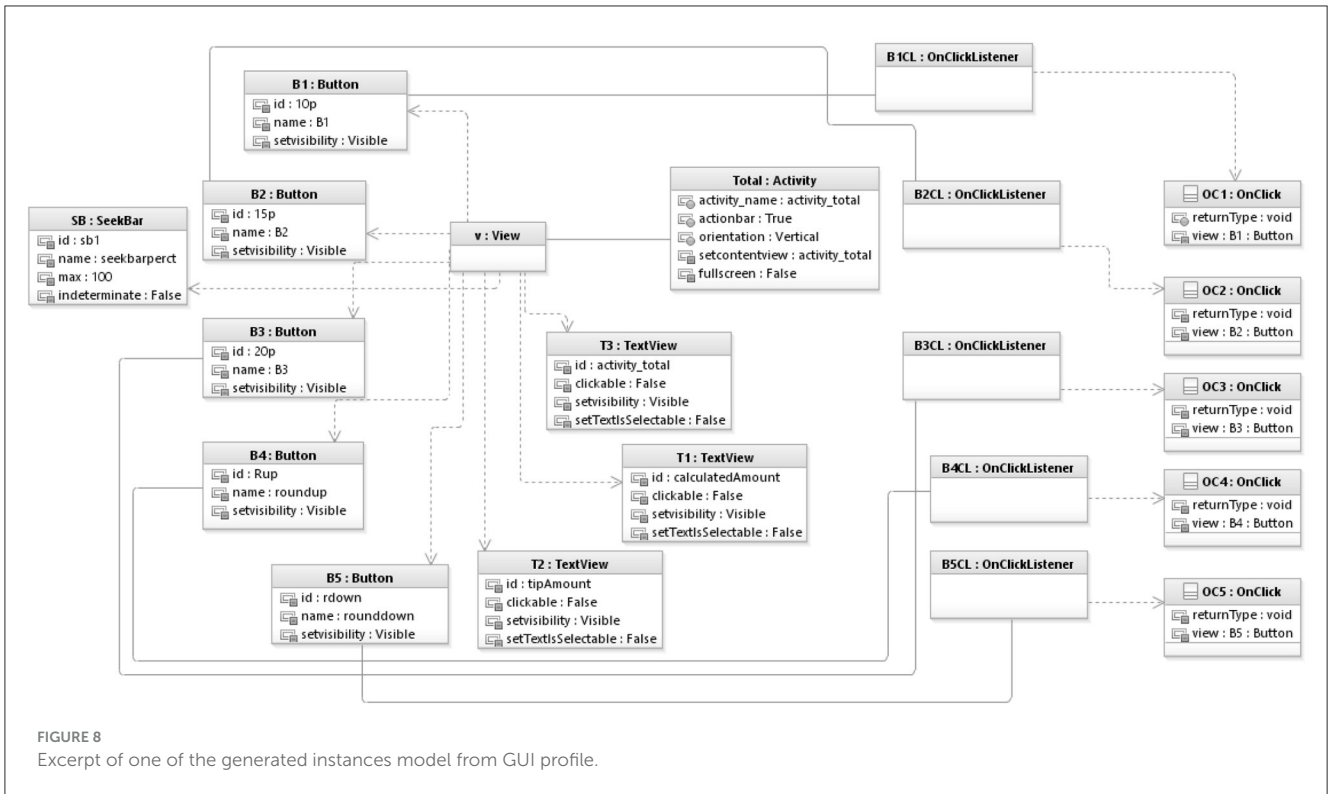 B1CL : OnClickListener
B1 : Button
id : 10p
name : B1
setvisibility : Visible
B2 : Button
id : 15p
name : B2
setvisibility : Visible
SB : SeekBar
id : sb1
name : seekbarperct
max : 100
indeterminate : False
v : View
Total : Activity
activity_name : activity_total
actionbar : True
orientation : Vertical
setcontentview : activity_total
fullscreen : False
B2CL : OnClickListener
OC1 : OnClick
returnType : void
view : B1 : Button
OC2 : OnClick
returnType : void
view : B2 : Button
B3 : Button
id : 20p
name : B3
setvisibility : Visible
T3 : TextView
id : activity_total
clickable : False
setvisibility : Visible
setTextIsSelectable : False
B3CL : OnClickListener
OC3 : OnClick
returnType : void
view : B3 : Button
B4 : Button
id : Rup
name : roundup
setvisibility : Visible
T1 : TextView
id : calculatedAmount
clickable : False
setvisibility : Visible
setTextIsSelectable : False
B4CL : OnClickListener
OC4 : OnClick
returnType : void
view : B4 : Button
B5 : Button
id : rdown
name : rounddown
setvisibility : Visible
T2 : TextView
id : tipAmount
clickable : False
setvisibility : Visible
setTextIsSelectable : False
B5CL : OnClickListener
OC5 : OnClick
returnType : void
view : B5 : Button
FIGURE 8
Excerpt of one of the generated instances model from GUI profile.